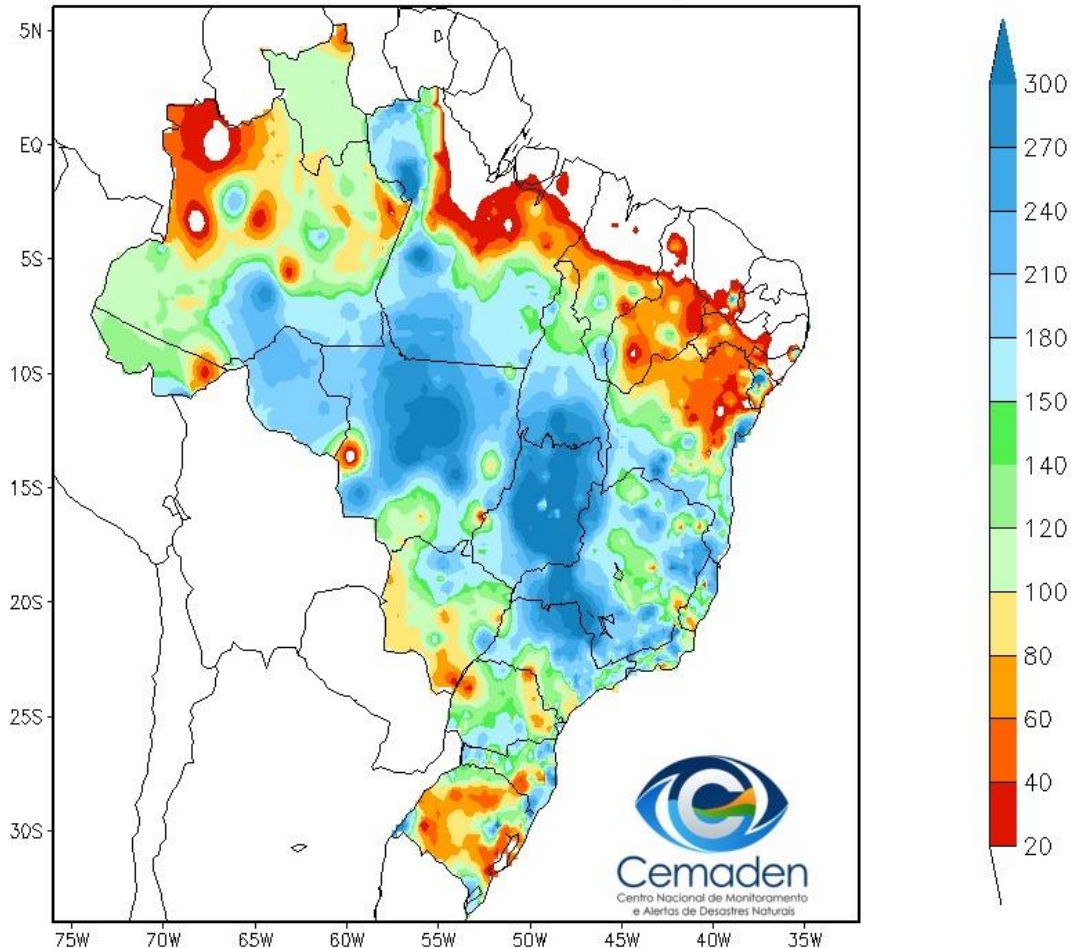 5N
EQ
5S
10S
15S
20S
25S
30S
75W 70W 65W 60W 55W 50W 45W 40W 35W
300
270
240
210
180
150
140
120
100
80
60
40
20
Cemaden
Centro Nacional de Monitoramento
e Alertas de Desastres Naturais